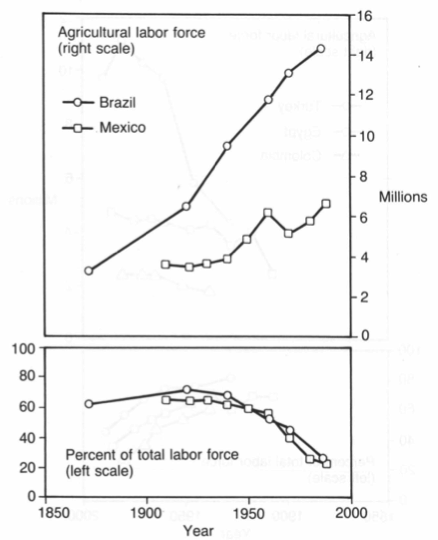 16
Agricultural labor force
(right scale)
14
12
Brazil
Mexico
10
8
Millions
6
4
2
0
100
80
60
40
Percent of total labor force
(left scale)
20
0
1850
1900
1950
2000
Year